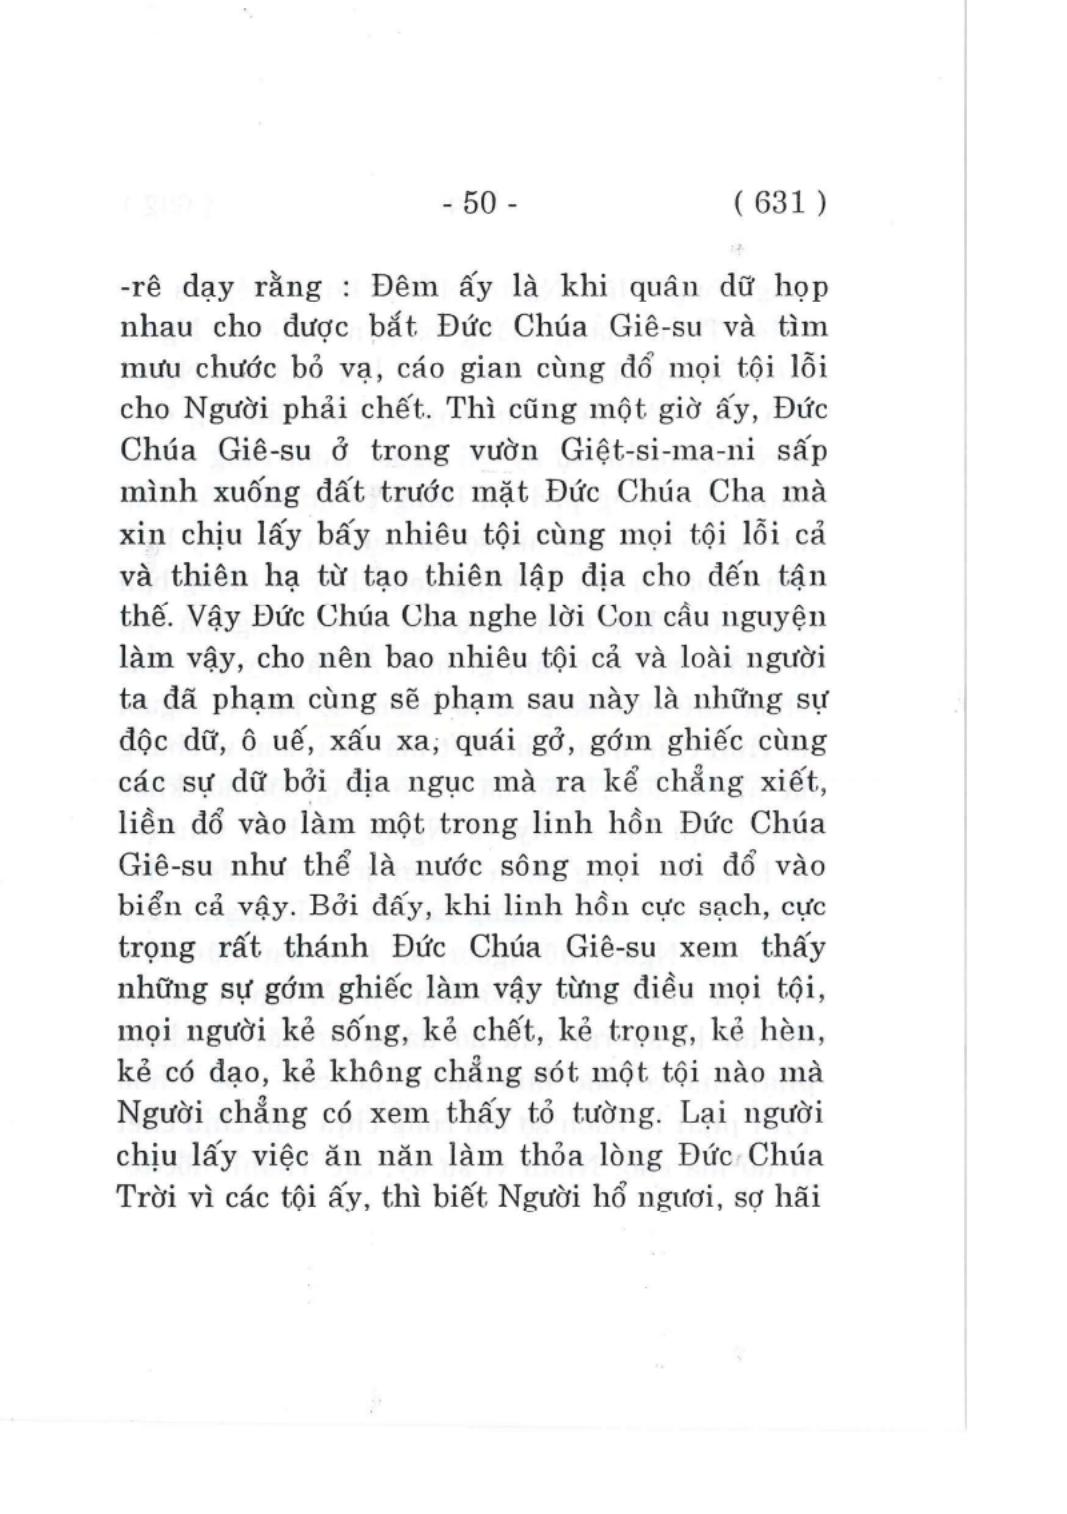 - 50 - ( 631 )
-rê dạy rằng : Đêm ấy là khi quân dữ họp
nhau cho được bắt Đức Chúa Giê-su và tìm
mưu chước bỏ vạ, cáo gian cùng đổ mọi tội lỗi
cho Người phải chết. Thì cũng một giờ ấy, Đức
Chúa Giê-su ở trong vườn Giệt-si-ma-ni sấp
mình xuống đất trước mặt Đức Chúa Cha mà
xin chịu lấy bấy nhiêu tội cùng mọi tội lỗi cả
và thiên hạ từ tạo thiên lập địa cho đến tận
thế. Vậy Đức Chúa Cha nghe lời Con cầu nguyện
làm vậy, cho nên bao nhiêu tội cả và loài người
ta đã phạm cùng sẽ phạm sau này là những sự
độc dữ, ô uế, xấu xa, quái gở, gớm ghiếc cùng
các sự dữ bởi địa ngục mà ra kể chẳng xiết,
liền đổ vào làm một trong linh hồn Đức Chúa
Giê-su như thể là nước sông mọi nơi đổ vào
biển cả vậy. Bởi đấy, khi linh hồn cực sạch, cực
trọng rất thánh Đức Chúa Giê-su xem thấy
những sự gớm ghiếc làm vậy từng điều mọi tội,
mọi người kẻ sống, kẻ chết, kẻ trọng, kẻ hèn,
kẻ có đạo, kẻ không chẳng sót một tội nào mà
Người chẳng có xem thấy tỏ tường. Lại người
chịu lấy việc ăn năn làm thỏa lòng Đức Chúa
Trời vì các tội ấy, thì biết Người hổ ngươi, sợ hãi